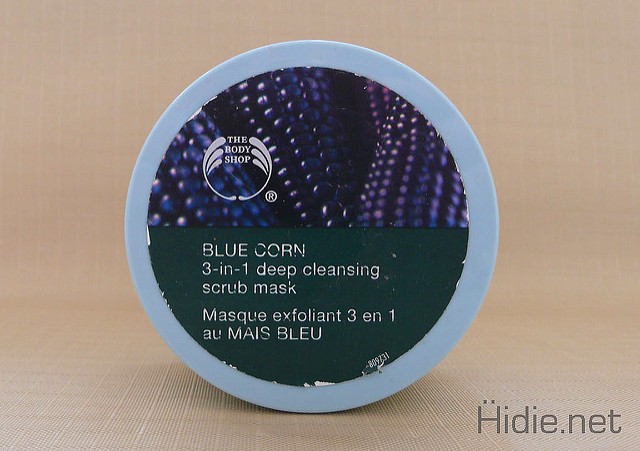 THE
BODY
SHOP
®
BLUE CORN
3-in-1 deep cleansing
scrub mask
Masque exfoliant 3 en 1
au MAIS BLEU
Hidie.net